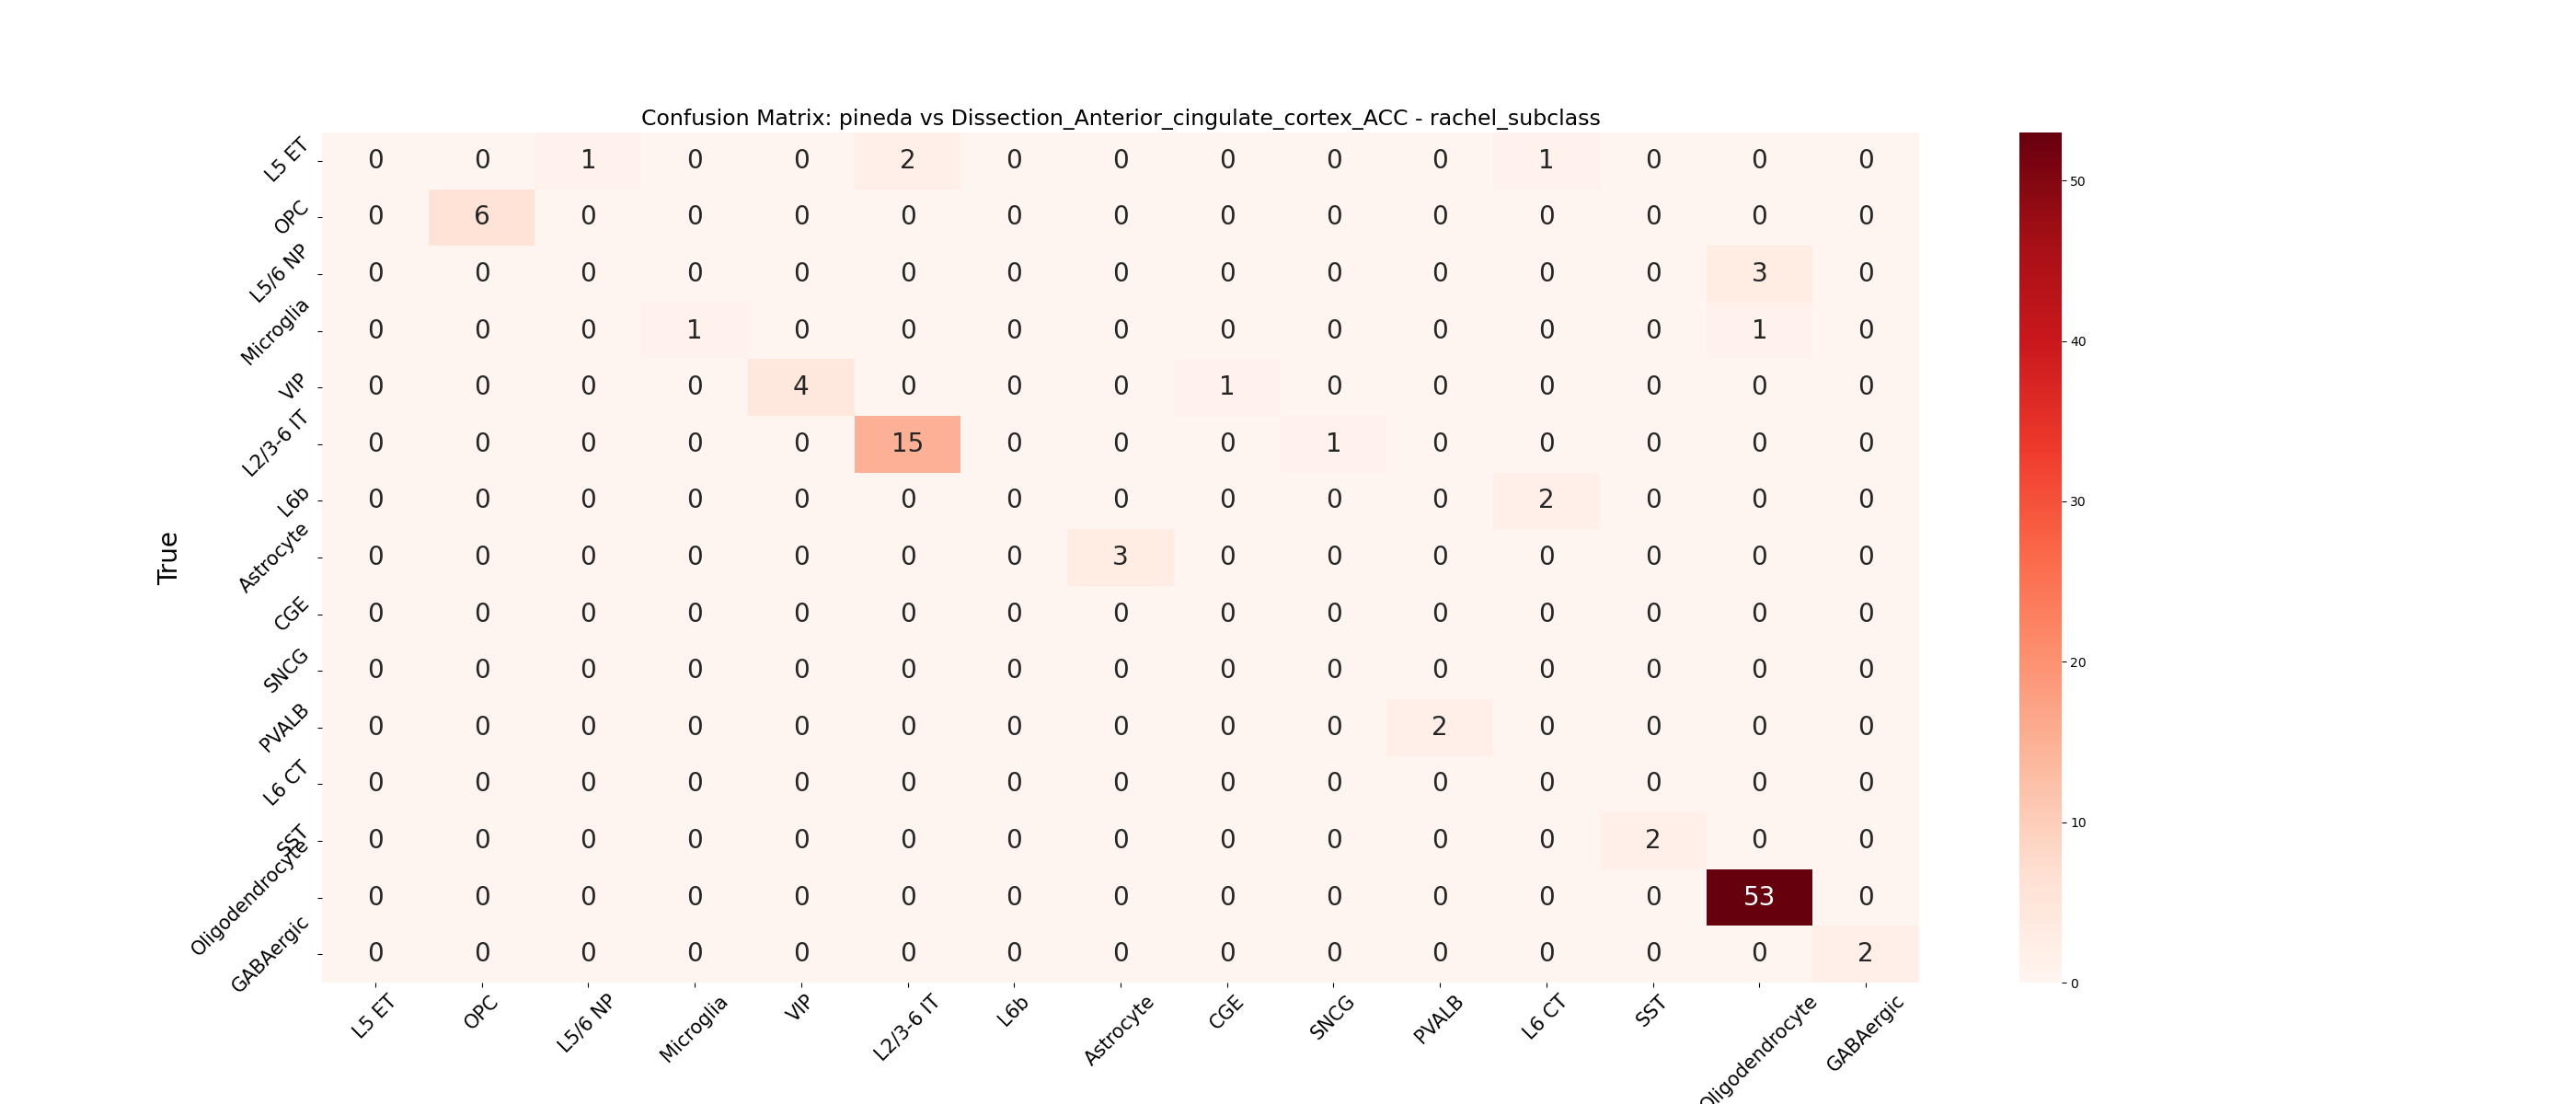 Confusion Matrix: pineda vs Dissection_Anterior_cingulate_cortex_ACC - rachel_subclass
True
L5 ET 0 0 1 0 0 2 0 0 0 0 0 1 0 0 0
OPC 0 6 0 0 0 0 0 0 0 0 0 0 0 0 0
L5/6 NP 0 0 0 0 0 0 0 0 0 0 0 0 0 3 0
Microglia 0 0 0 1 0 0 0 0 0 0 0 0 0 1 0
VIP 0 0 0 0 4 0 0 0 1 0 0 0 0 0 0
L2/3-6 IT 0 0 0 0 0 15 0 0 0 1 0 0 0 0 0
L6b 0 0 0 0 0 0 0 0 0 0 0 2 0 0 0
Astrocyte 0 0 0 0 0 0 0 3 0 0 0 0 0 0 0
CGE 0 0 0 0 0 0 0 0 0 0 0 0 0 0 0
SNCG 0 0 0 0 0 0 0 0 0 0 0 0 0 0 0
PVALB 0 0 0 0 0 0 0 0 0 0 2 0 0 0 0
L6 CT 0 0 0 0 0 0 0 0 0 0 0 0 0 0 0
SST 0 0 0 0 0 0 0 0 0 0 0 0 2 0 0
Oligodendrocyte 0 0 0 0 0 0 0 0 0 0 0 0 0 53 0
GABAergic 0 0 0 0 0 0 0 0 0 0 0 0 0 0 2
L5 ET OPC L5/6 NP Microglia VIP L2/3-6 IT L6b Astrocyte CGE SNCG PVALB L6 CT SST Oligodendrocyte GABAergic
50
40
30
20
10
0